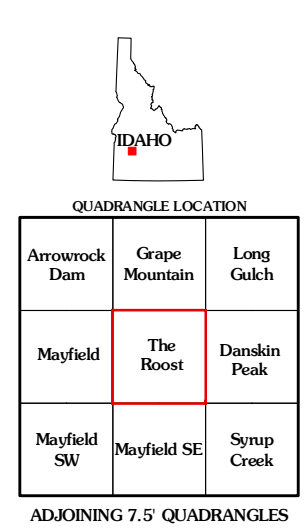 IDAHO
QUADRANGLE LOCATION
Arrowrock
Dam
Grape
Mountain
Long
Gulch
Mayfield
The
Roost
Danskin
Peak
Mayfield
SW
Mayfield SE
Syrup
Creek
ADJOINING 7.5' QUADRANGLES